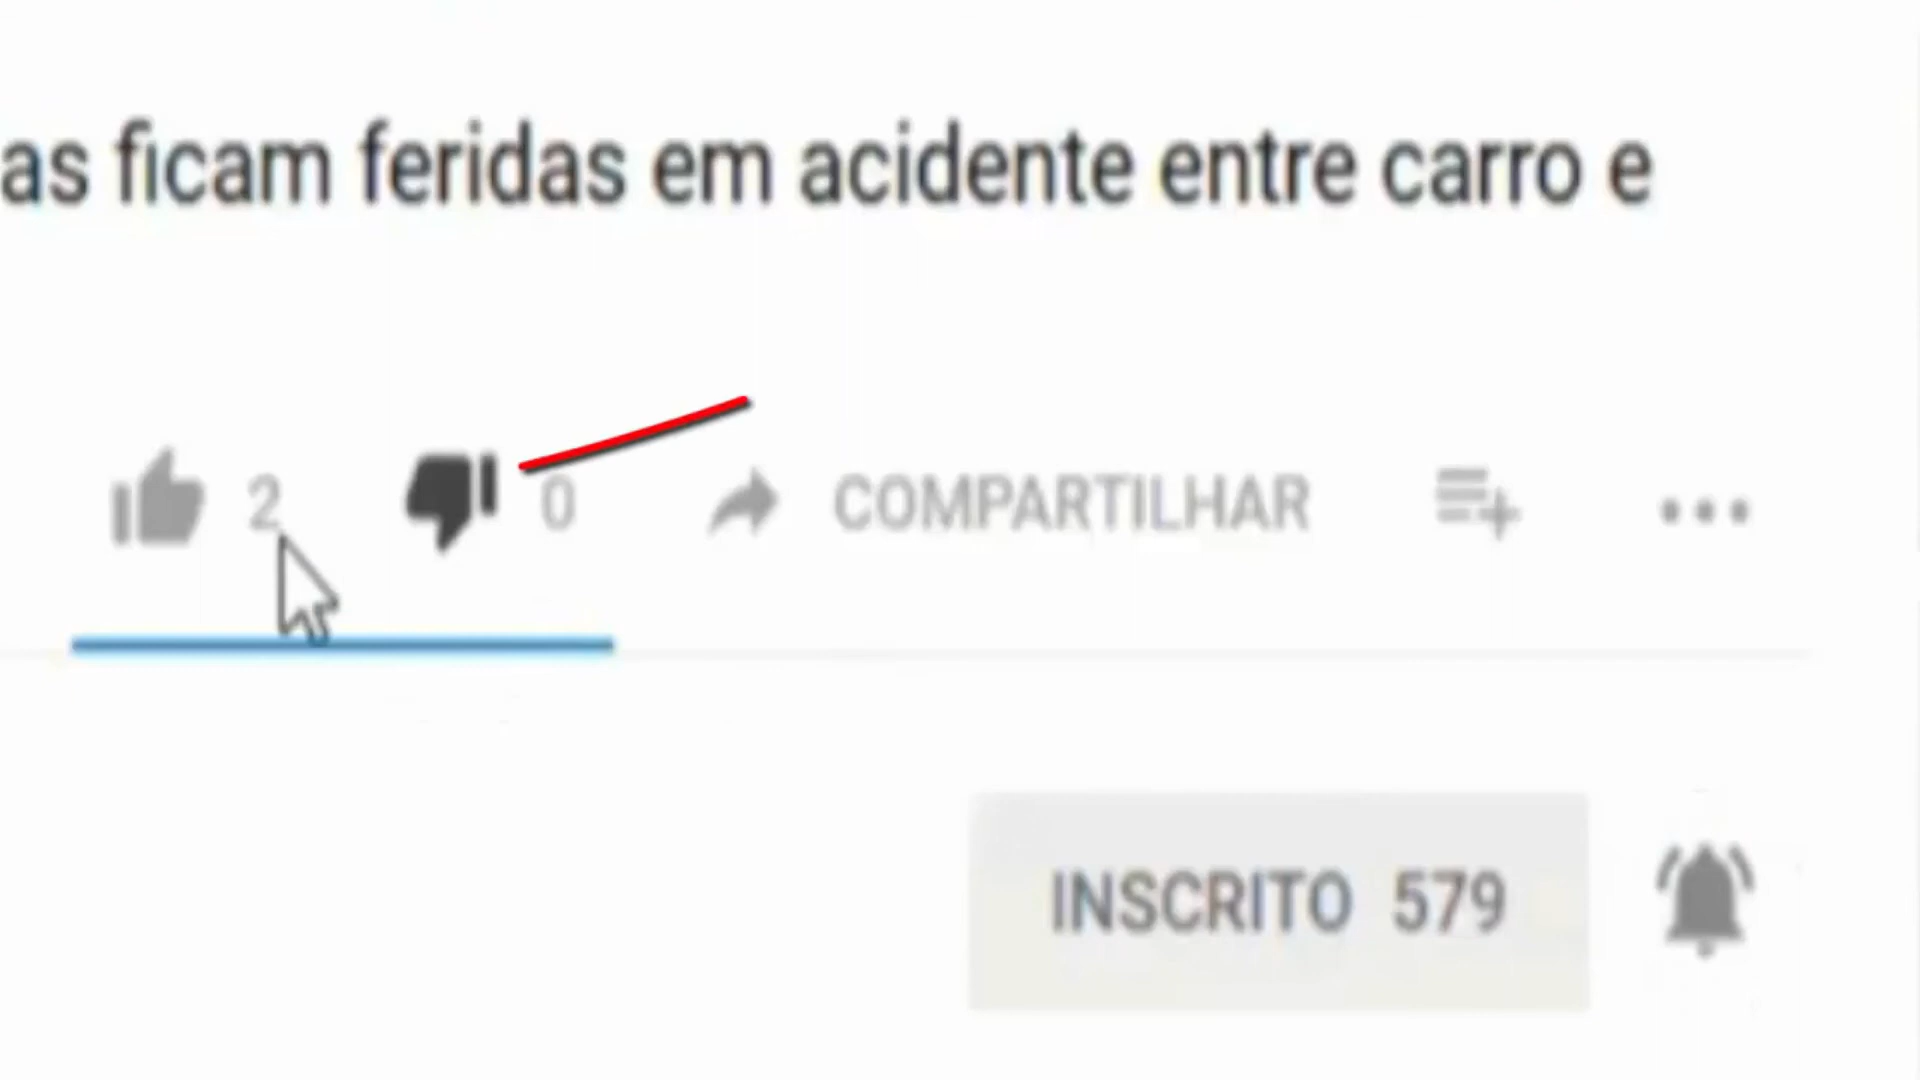 as ficam feridas em acidente entre carro e
2 0 COMPARTILHAR
INSCRITO 579